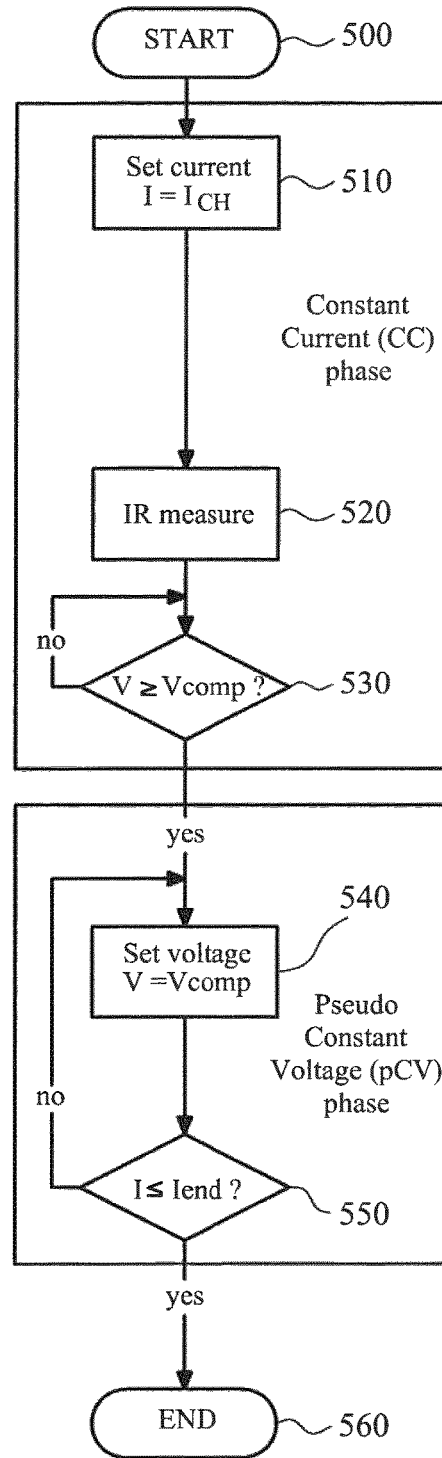 START
500
Set current
I = I_CH
510
Constant
Current (CC)
phase
IR measure
520
no
V ≥ Vcomp ?
530
yes
540
Set voltage
V =Vcomp
Pseudo
Constant
Voltage (pCV)
phase
no
I ≤ Iend ?
550
yes
END
560